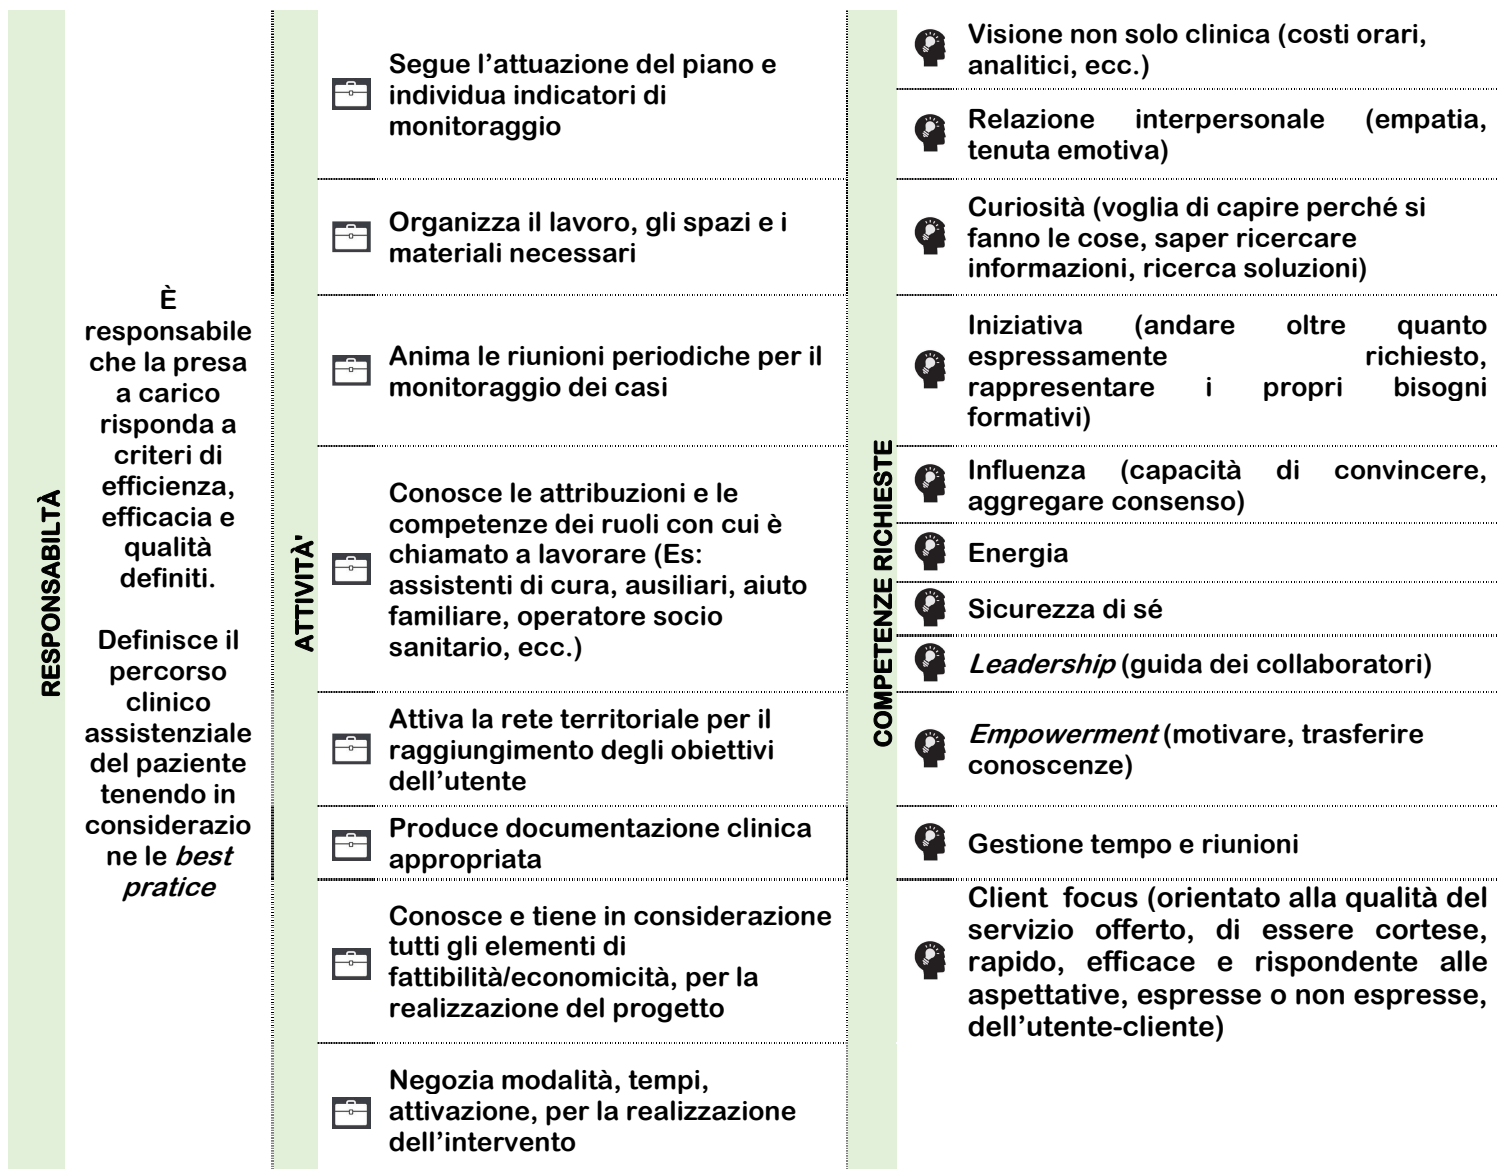 RESPONSABILTÀ
È
responsabile
che la presa
a carico
risponda a
criteri di
efficienza,
efficacia e
qualità
definiti.
Definisce il
percorso
clinico
assistenziale
del paziente
tenendo in
considerazio
ne le best
pratice
ATTIVITÀ'
Segue l’attuazione del piano e
individua indicatori di
monitoraggio
Organizza il lavoro, gli spazi e i
materiali necessari
Anima le riunioni periodiche per il
monitoraggio dei casi
Conosce le attribuzioni e le
competenze dei ruoli con cui è
chiamato a lavorare (Es:
assistenti di cura, ausiliari, aiuto
familiare, operatore socio
sanitario, ecc.)
Attiva la rete territoriale per il
raggiungimento degli obiettivi
dell’utente
Produce documentazione clinica
appropriata
Conosce e tiene in considerazione
tutti gli elementi di
fattibilità/economicità, per la
realizzazione del progetto
Negozia modalità, tempi,
attivazione, per la realizzazione
dell’intervento
COMPETENZE RICHIESTE
Visione non solo clinica (costi orari,
analitici, ecc.)
Relazione interpersonale (empatia,
tenuta emotiva)
Curiosità (voglia di capire perché si
fanno le cose, saper ricercare
informazioni, ricerca soluzioni)
Iniziativa (andare oltre quanto
espressamente richiesto,
rappresentare i propri bisogni
formativi)
Influenza (capacità di convincere,
aggregare consenso)
Energia
Sicurezza di sé
Leadership (guida dei collaboratori)
Empowerment (motivare, trasferire
conoscenze)
Gestione tempo e riunioni
Client focus (orientato alla qualità del
servizio offerto, di essere cortese,
rapido, efficace e rispondente alle
aspettative, espresse o non espresse,
dell’utente-cliente)